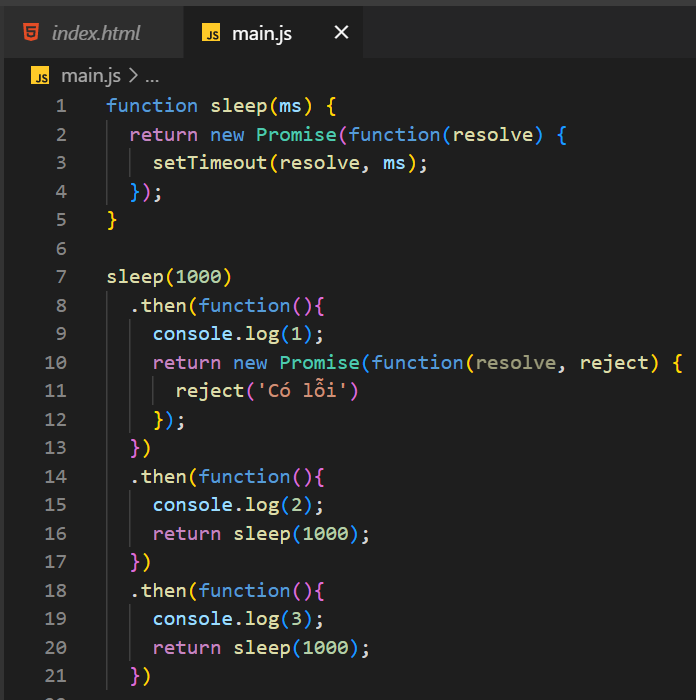 index.html
JS main.js ×
JS main.js > ...
1 function sleep(ms) {
2 return new Promise(function(resolve) {
3 setTimeout(resolve, ms);
4 });
5 }
6
7 sleep(1000)
8 .then(function(){
9 console.log(1);
10 return new Promise(function(resolve, reject) {
11 reject('Có lỗi')
12 });
13 })
14 .then(function(){
15 console.log(2);
16 return sleep(1000);
17 })
18 .then(function(){
19 console.log(3);
20 return sleep(1000);
21 })